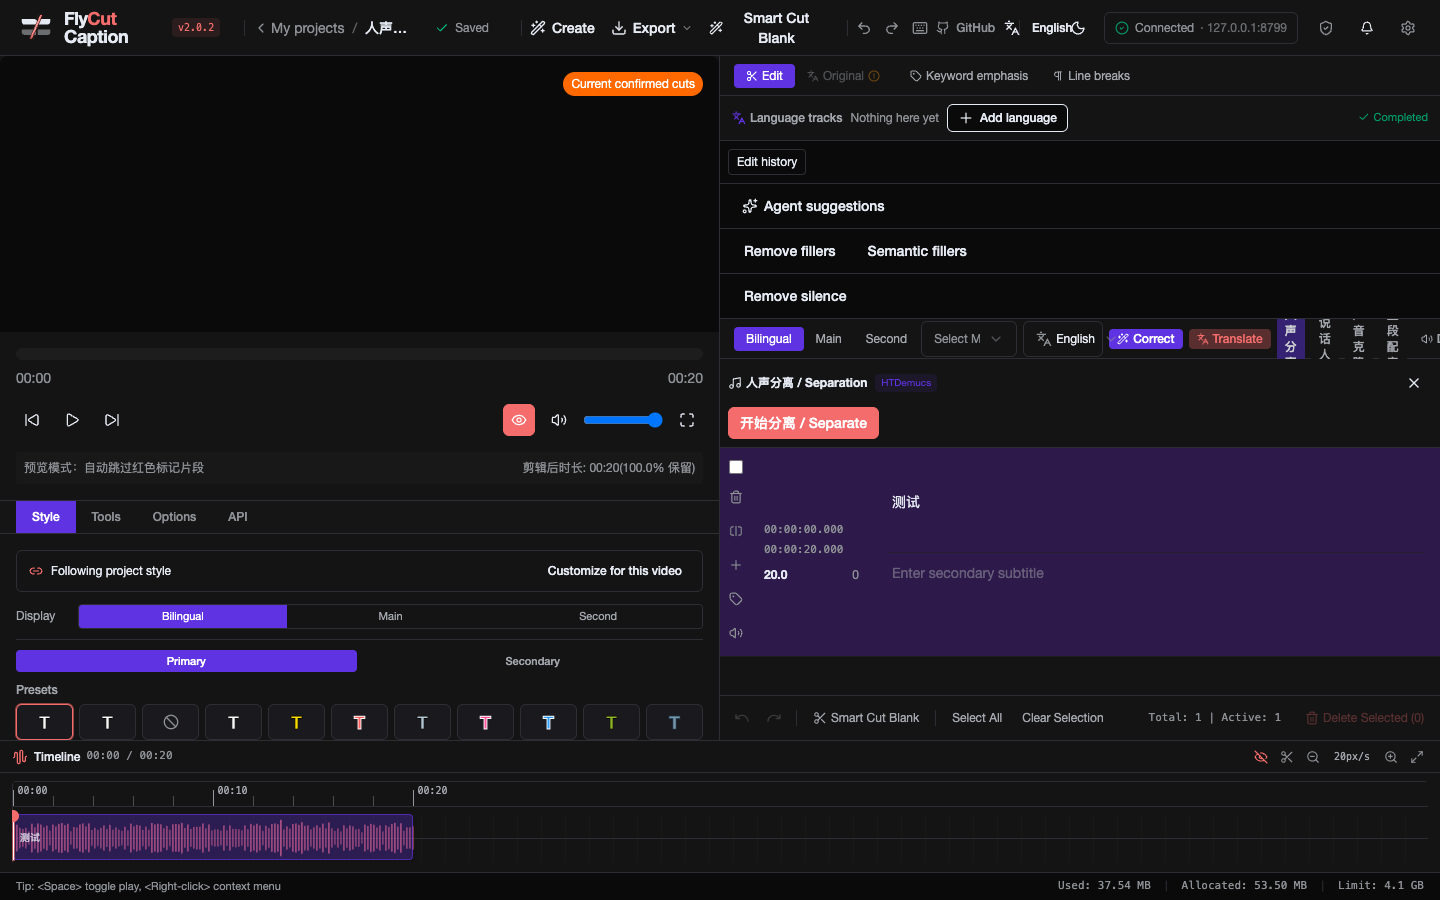 FlyCut Caption
v2.0.2
My projects / 人声...
Saved
Create
Export
Smart Cut Blank
GitHub
English
Connected · 127.0.0.1:8799
Current confirmed cuts
00:00
00:20
预览模式：自动跳过红色标记片段
剪辑后时长: 00:20(100.0% 保留)
Style
Tools
Options
API
Following project style
Customize for this video
Display
Bilingual
Main
Second
Primary
Secondary
Presets
T T T T T T T T T T
Edit
Original
Keyword emphasis
Line breaks
Language tracks
Nothing here yet
Add language
Completed
Edit history
Agent suggestions
Remove fillers
Semantic fillers
Remove silence
Bilingual
Main
Second
Select M
English
Correct
Translate
声分
说话人
音克
段配
人声分离 / Separation
HTDemucs
开始分离 / Separate
测试
00:00:00.000
00:00:20.000
20.0
0
Enter secondary subtitle
Smart Cut Blank
Select All
Clear Selection
Total: 1 | Active: 1
Delete Selected (0)
Timeline
00:00 / 00:20
20px/s
00:00
00:10
00:20
测试
Tip: <Space> toggle play, <Right-click> context menu
Used: 37.54 MB | Allocated: 53.50 MB | Limit: 4.1 GB